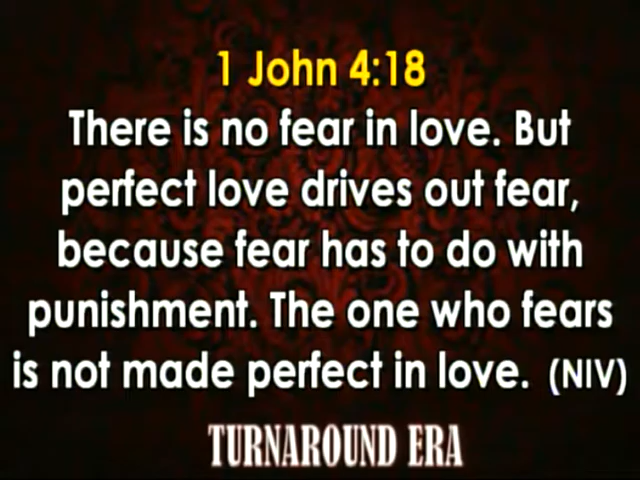 1 John 4:18
There is no fear in love. But
perfect love drives out fear,
because fear has to do with
punishment. The one who fears
is not made perfect in love. (NIV)
TURNAROUND ERA